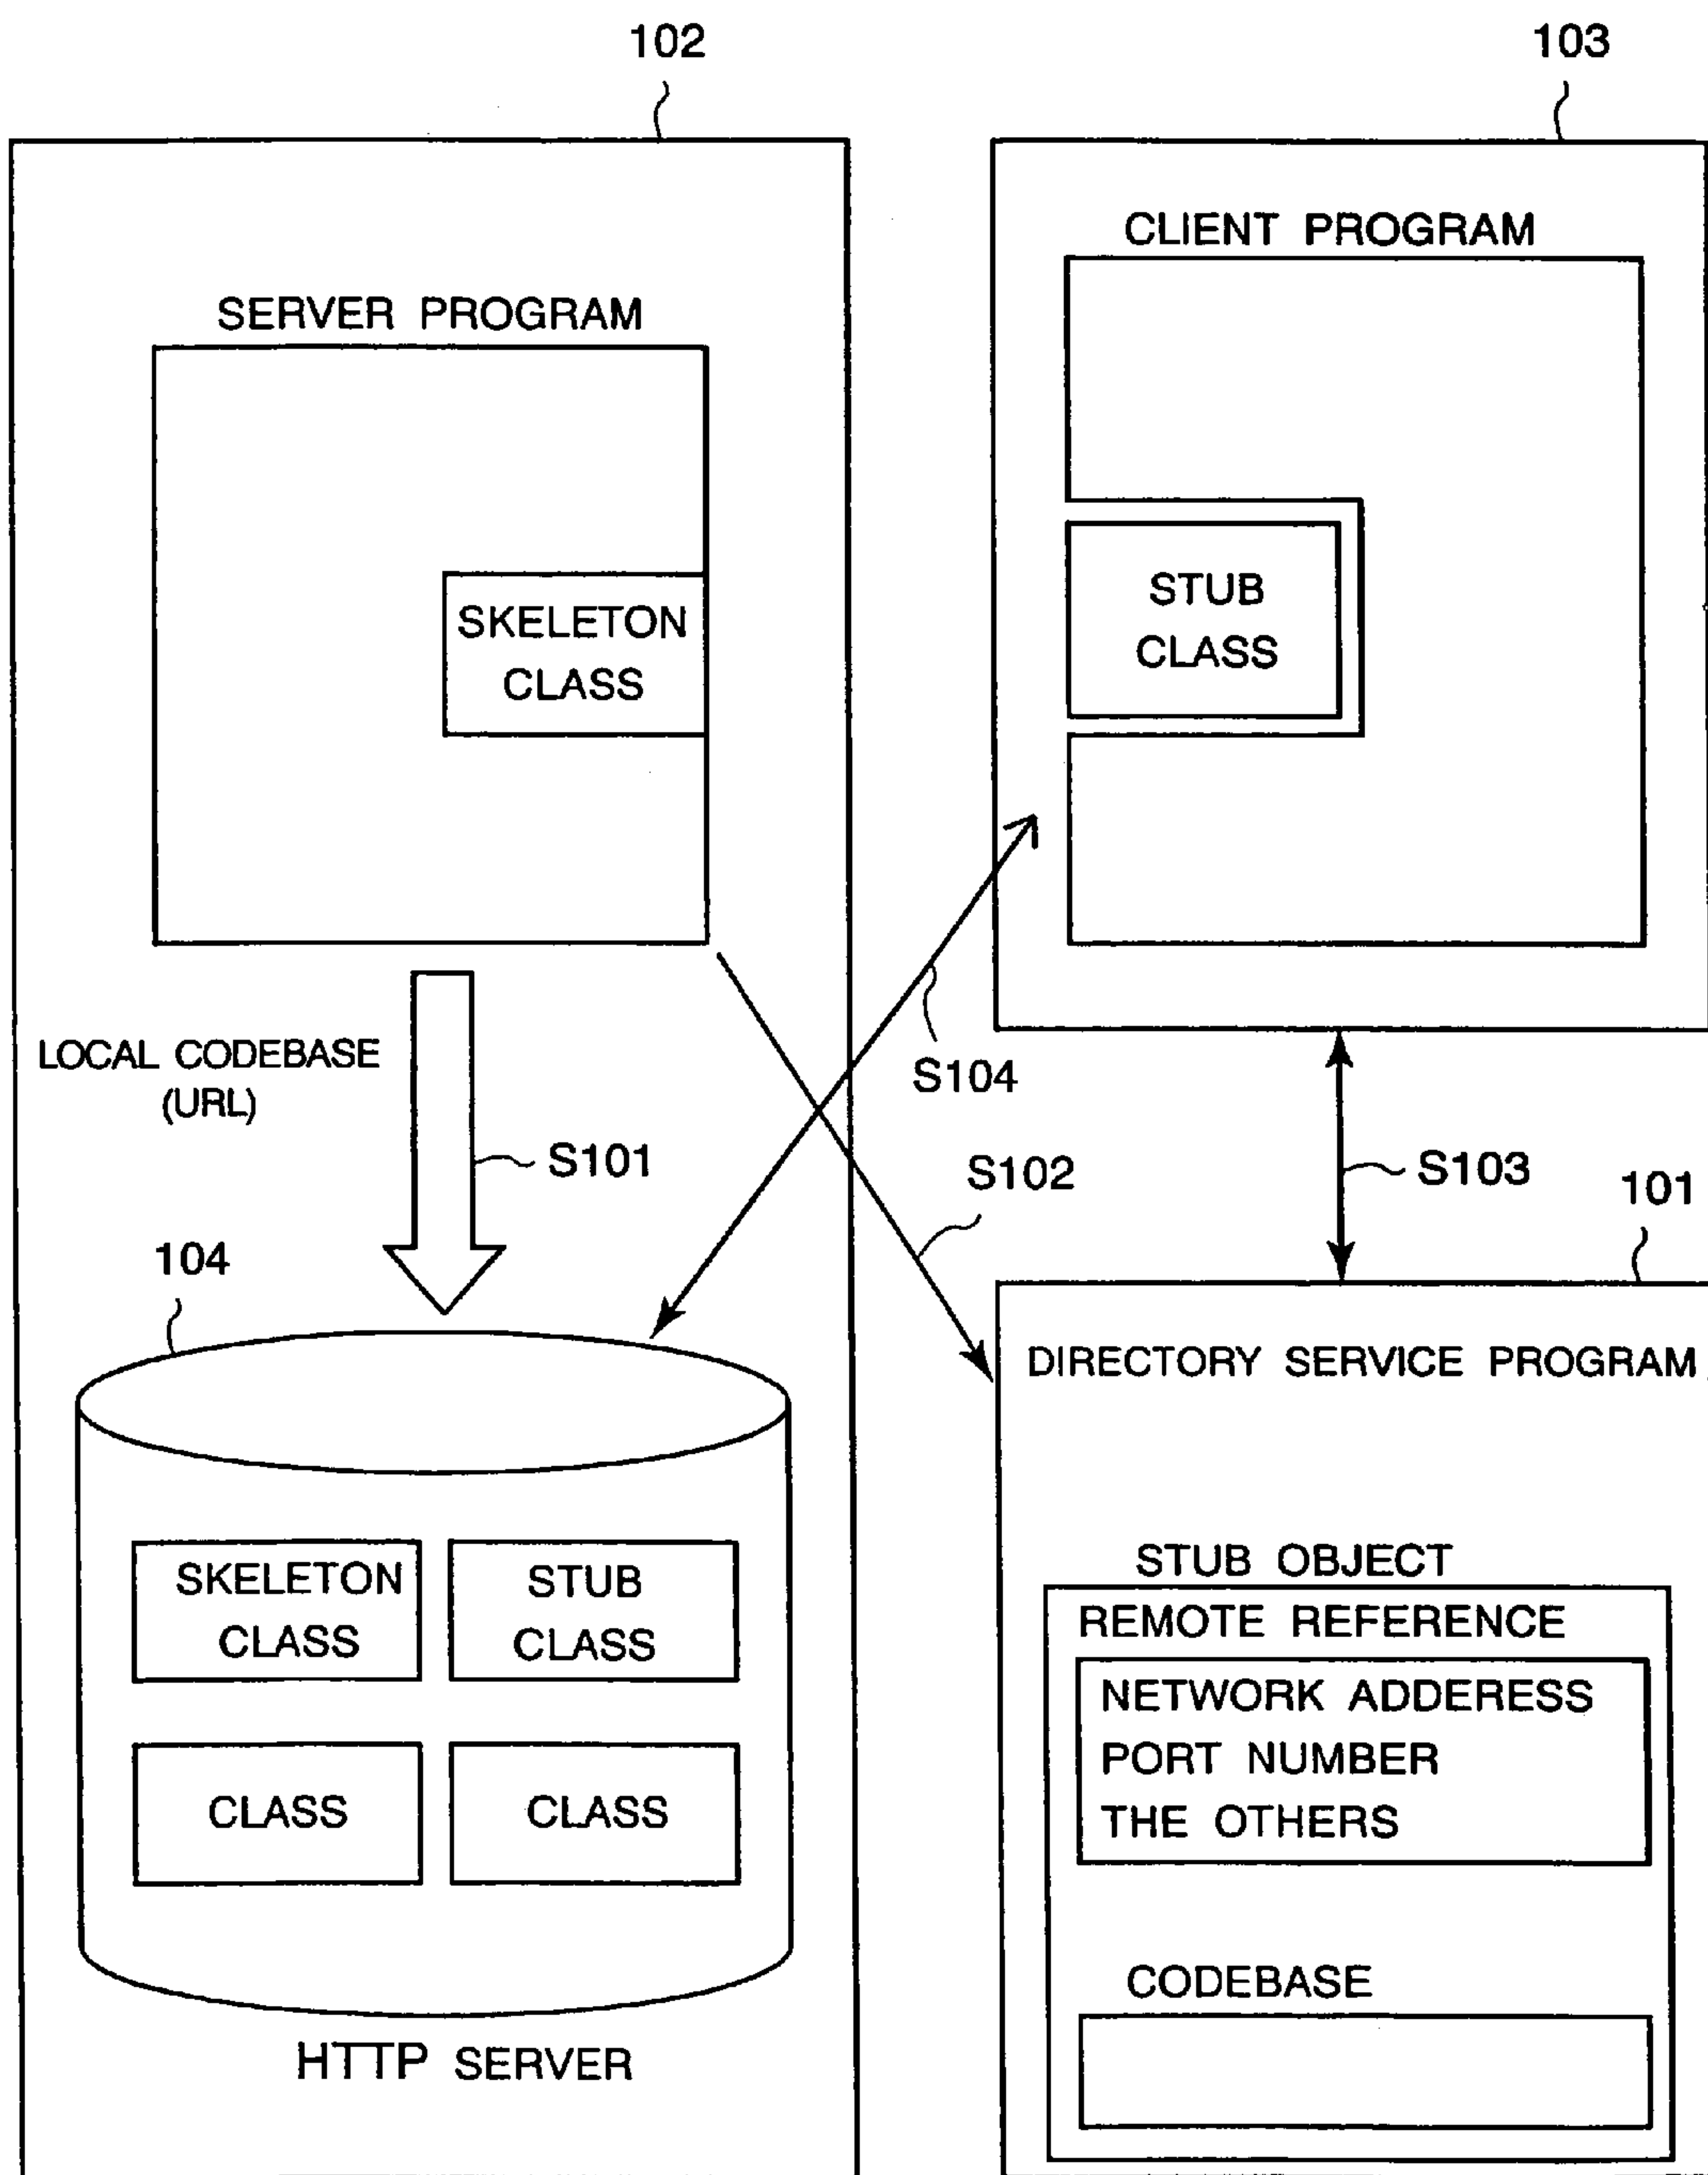 102
103
CLIENT PROGRAM
SERVER PROGRAM
SKELETON
CLASS
STUB
CLASS
LOCAL CODEBASE
(URL)
S101
S104
S102
S103
101
104
DIRECTORY SERVICE PROGRAM
SKELETON
CLASS
STUB
CLASS
CLASS
CLASS
HTTP SERVER
STUB OBJECT
REMOTE REFERENCE
NETWORK ADDERESS
PORT NUMBER
THE OTHERS
CODEBASE